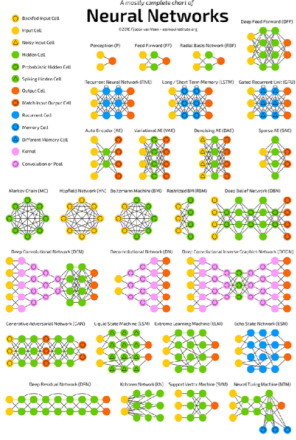 A mostly complete chart of
Neural Networks
Deep Feed Forward (DFF)
Backfed Input Cell
Input Cell
Noisy Input Cell
Perceptron (P)
Feed Forward (FF)
Radial Basis Network (RBF)
Hidden Cell
Probabilistic Hidden Cell
Spiking Hidden Cell
Recurrent Neural Network (RNN)
Long / Short Term Memory (LSTM)
Gated Recurrent Unit (GRU)
Output Cell
Match Input Output Cell
Recurrent Cell
Memory Cell
Auto Encoder (AE)
Variational AE (VAE)
Denoising AE (DAE)
Sparse AE (SAE)
Different Memory Cell
Kernel
Convolution or Pool
Markov Chain (MC)
Hopfield Network (HN)
Boltzmann Machine (BM)
Restricted BM (RBM)
Deep Belief Network (DBN)
Deep Convolutional Network (DCN)
Deconvolutional Network (DN)
Deep Convolutional Inverse Graphics Network (DCIGN)
Generative Adversarial Network (GAN)
Liquid State Machine (LSM)
Extreme Learning Machine (ELM)
Echo State Network (ESN)
Deep Residual Network (DRN)
Kohonen Network (KN)
Support Vector Machine (SVM)
Neural Turing Machine (NTM)